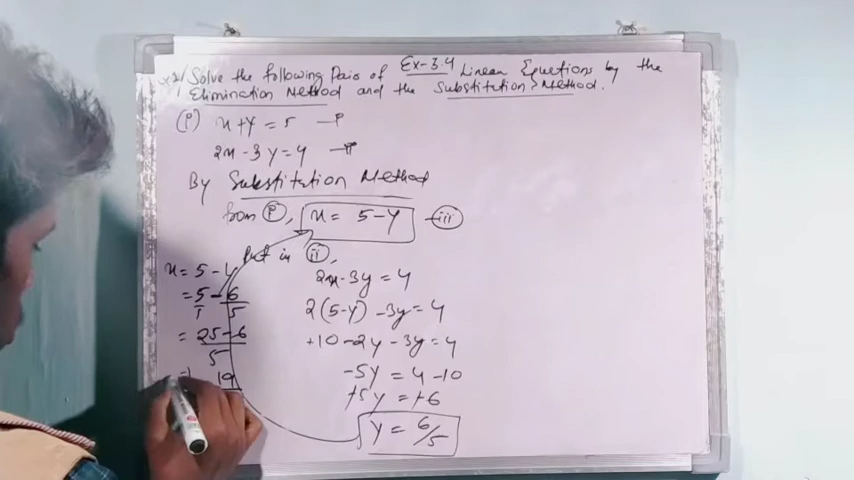 Ex-3.4
Solve the following Pairs of Linear Equations by the
Elimination Method and the Substitution Method.
(i) x+y = 5 —i
2x-3y=4 —ii
By Substitution Method
from (i), x = 5-y —(iii)
Put in (ii),
2x-3y=4
2(5-y) -3y=4
+10-2y-3y=4
-5y = 4-10
+5y = +6
y = 6/5
x = 5-y
= 5/1 - 6/5
= 25-6/5
= 19